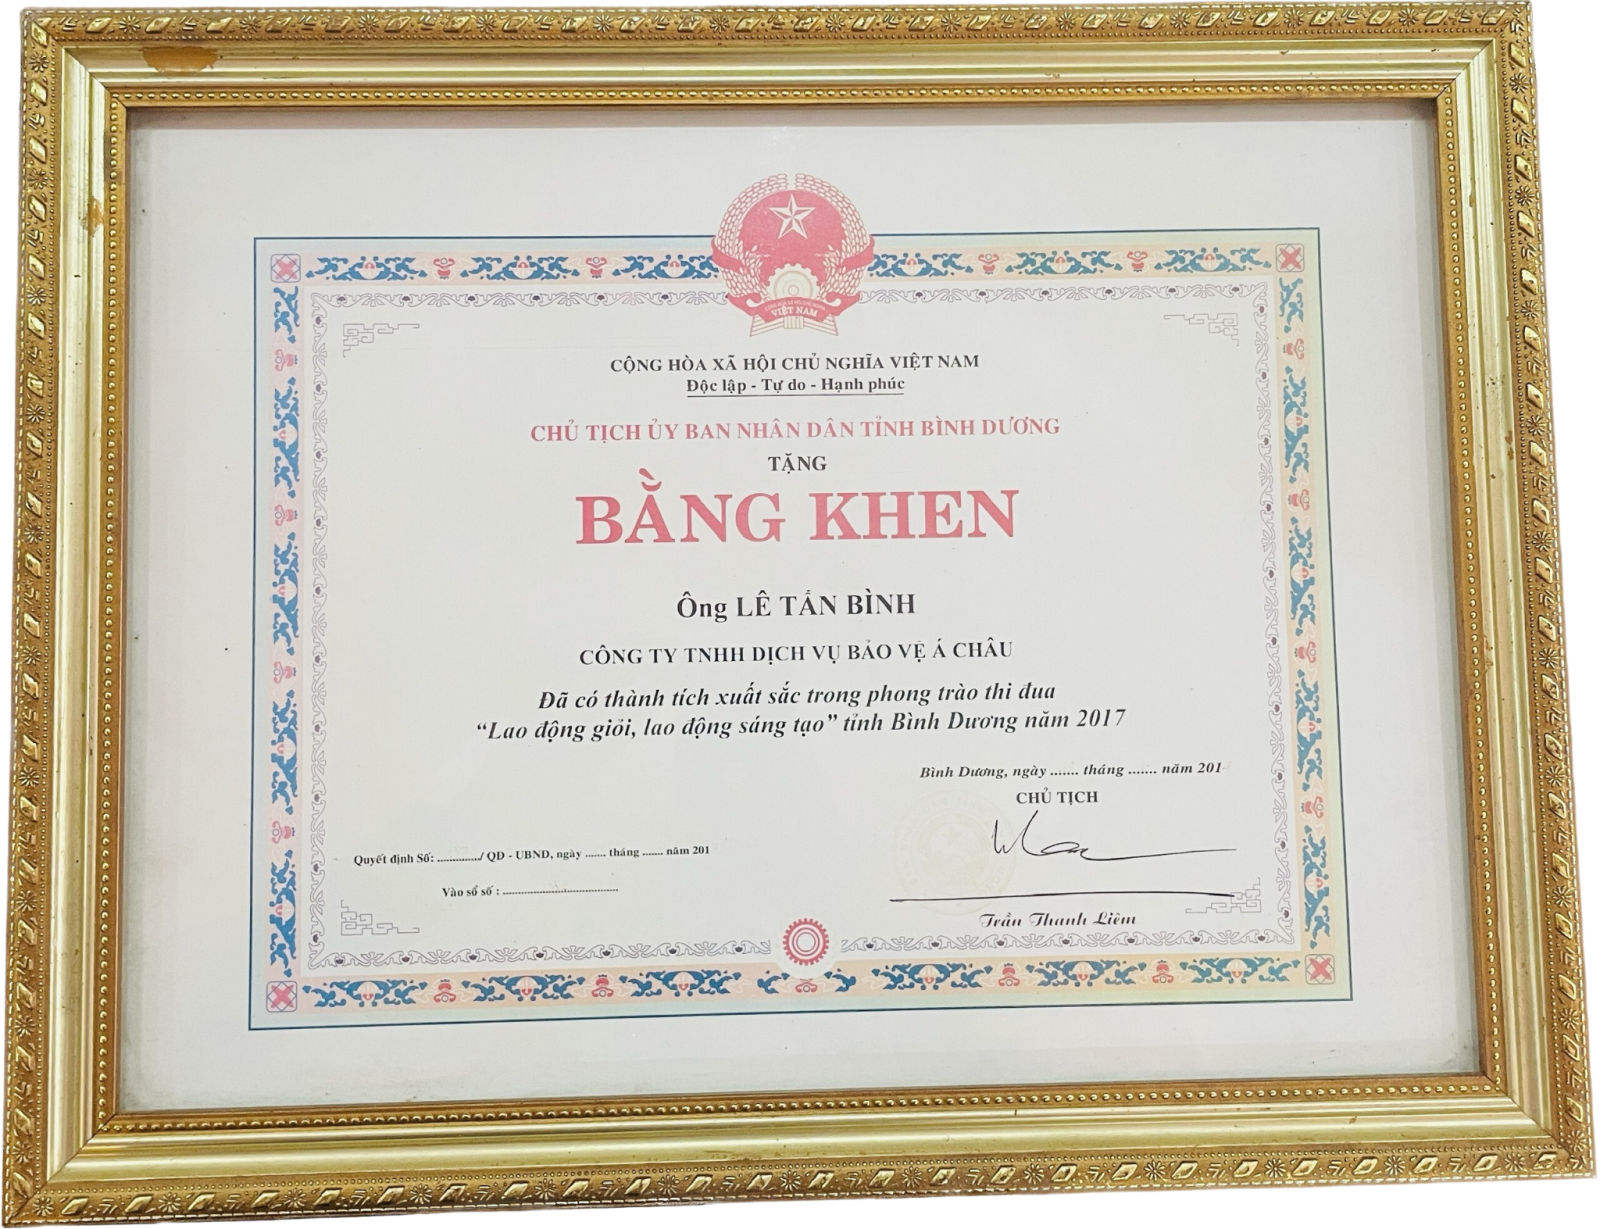 VIỆT NAM
CỘNG HÒA XÃ HỘI CHỦ NGHĨA VIỆT NAM
Độc lập - Tự do - Hạnh phúc
CHỦ TỊCH ỦY BAN NHÂN DÂN TỈNH BÌNH DƯƠNG
TẶNG
BẰNG KHEN
Ông LÊ TẤN BÌNH
CÔNG TY TNHH DỊCH VỤ BẢO VỆ Á CHÂU
Đã có thành tích xuất sắc trong phong trào thi đua
“Lao động giỏi, lao động sáng tạo” tỉnh Bình Dương năm 2017
Bình Dương, ngày ....... tháng ....... năm 201
CHỦ TỊCH
Quyết định Số: ............../ QĐ - UBND, ngày ....... tháng ....... năm 201
Vào sổ số : ......................................
Trần Thanh Liêm